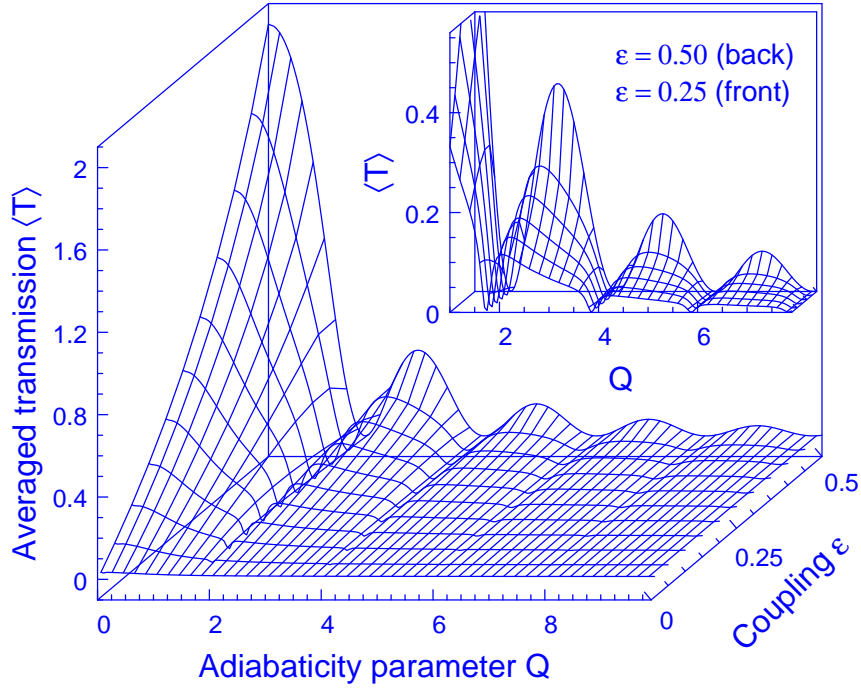 2
1.6
1.2
0.8
0.4
0
Averaged transmission ⟨T⟩
0
2
4
6
8
Adiabaticity parameter Q
0
0.25
0.5
Coupling ε
ε = 0.50 (back)
ε = 0.25 (front)
0.4
0.2
0
⟨T⟩
2
4
6
Q